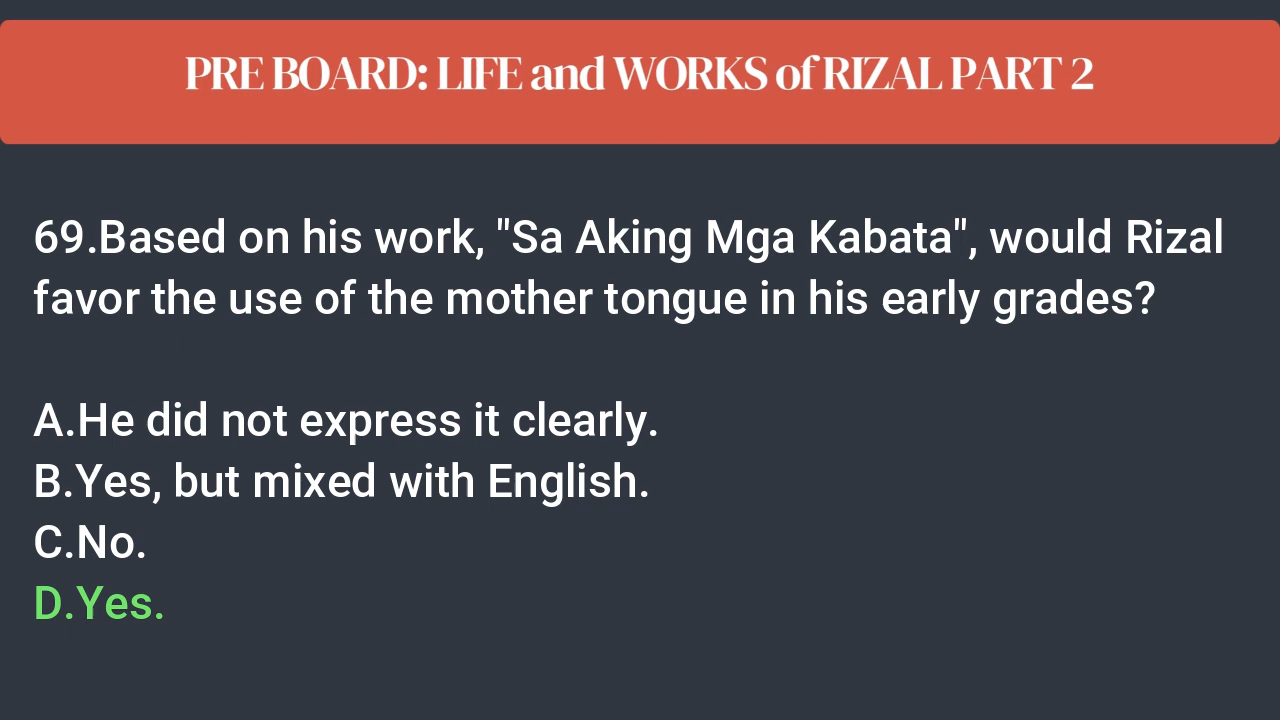 PRE BOARD: LIFE and WORKS of RIZAL PART 2
69.Based on his work, "Sa Aking Mga Kabata", would Rizal
favor the use of the mother tongue in his early grades?
A.He did not express it clearly.
B.Yes, but mixed with English.
C.No.
D.Yes.